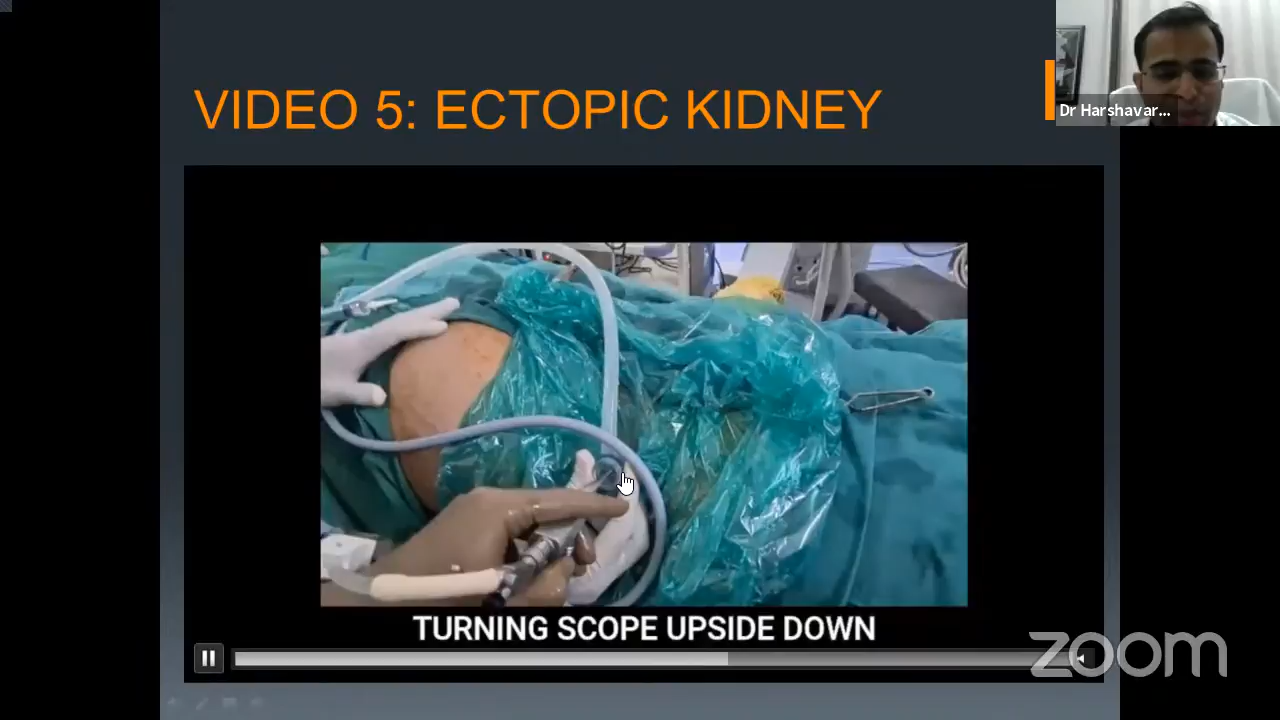 VIDEO 5: ECTOPIC KIDNEY
Dr Harshavar...
TURNING SCOPE UPSIDE DOWN
zoom